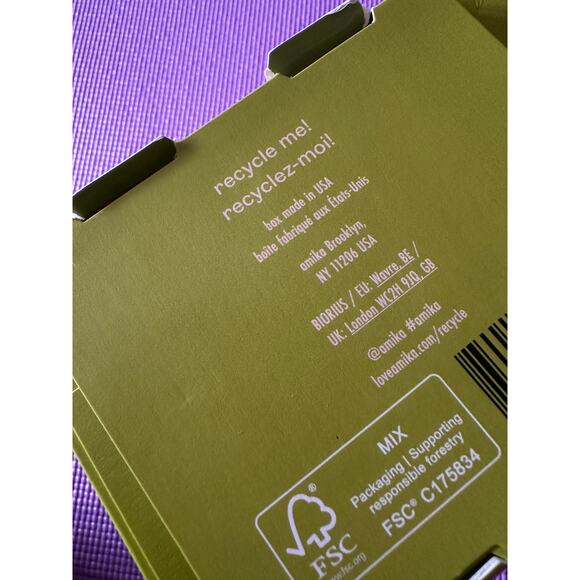 recycle me!
recyclez-moi!
box made in USA
boîte fabriqué aux États-Unis
amika Brooklyn,
NY 11206 USA
BIORIUS / EU: Wavre, BE /
UK: London WC2H 9JQ, GB
@amika #amika
loveamika.com/recycle
MIX
Packaging | Supporting
responsible forestry
FSC® C175834
®
FSC
www.fsc.org